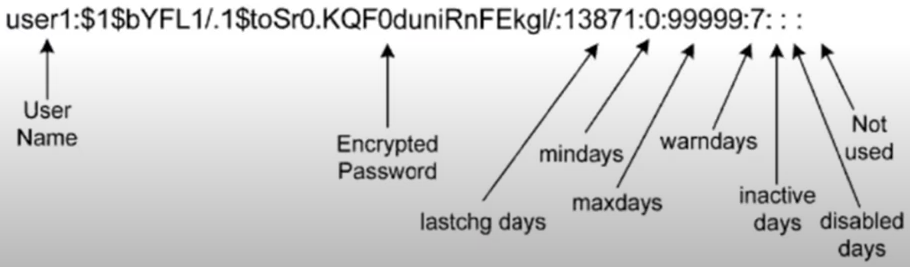 user1:$1$bYFL1/.1$toSr0.KQF0duniRnFEkgl/:13871:0:99999:7: : :
User
Name
Encrypted
Password
lastchg days
mindays
maxdays
warndays
inactive
days
disabled
days
Not
used